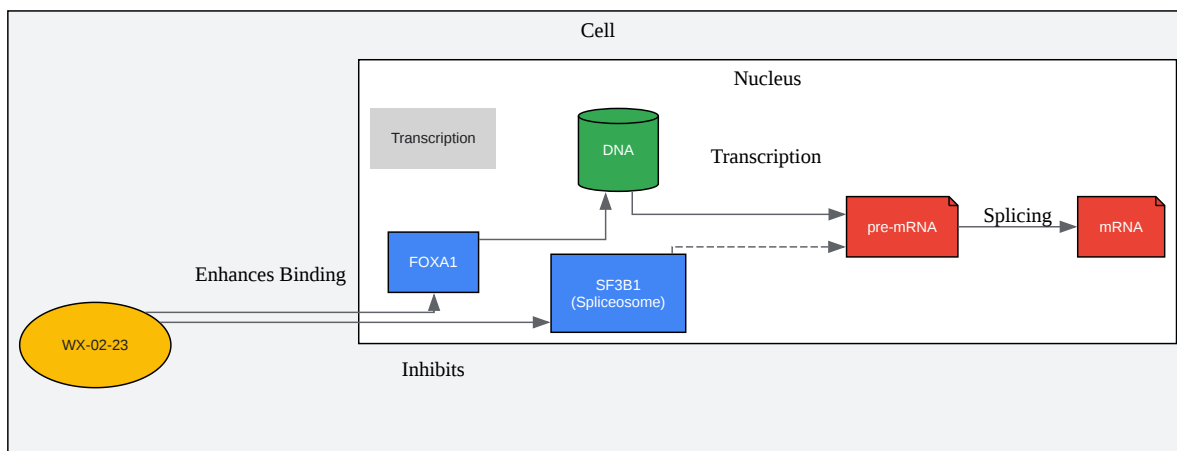 Cell
Nucleus
Transcription
DNA
Transcription
pre-mRNA
Splicing
mRNA
FOXA1
Enhances Binding
SF3B1
(Spliceosome)
WX-02-23
Inhibits